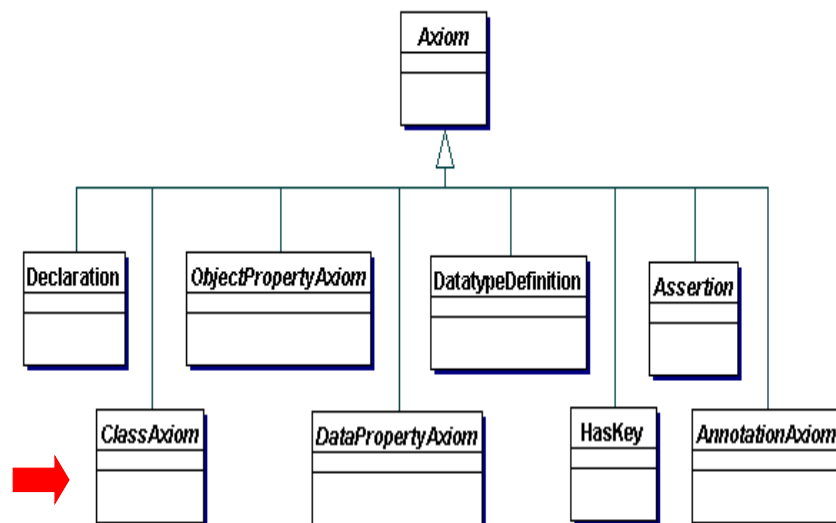 Axiom
Declaration
ObjectPropertyAxiom
DatatypeDefinition
Assertion
ClassAxiom
DataPropertyAxiom
HasKey
AnnotationAxiom